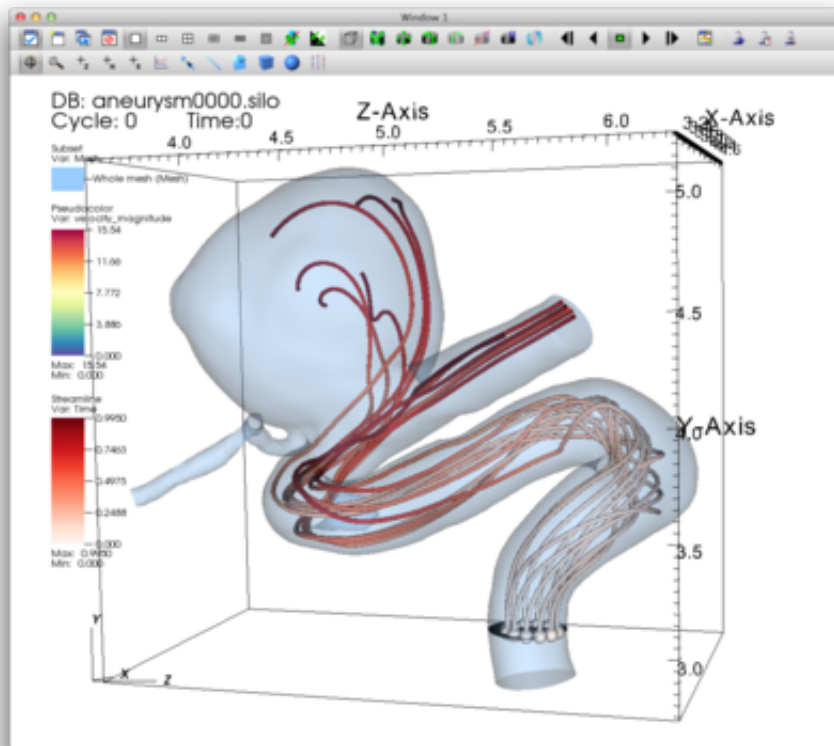 Window 1
DB: aneurysm0000.silo
Cycle: 0 Time:0
Z-Axis
X-Axis
4.0 4.5 5.0 5.5 6.0
Subset
Var: Mesh
Whole mesh (Mesh)
Pseudocolor
Var: velocity_magnitude
15.54
11.66
7.772
3.886
0.000
Max: 15.54
Min: 0.000
Streamline
Var: Time
0.9950
0.7463
0.4975
0.2488
0.000
Max: 0.9950
Min: 0.000
5.0
4.5
4.0
Y-Axis
3.5
3.0
Y
X
Z